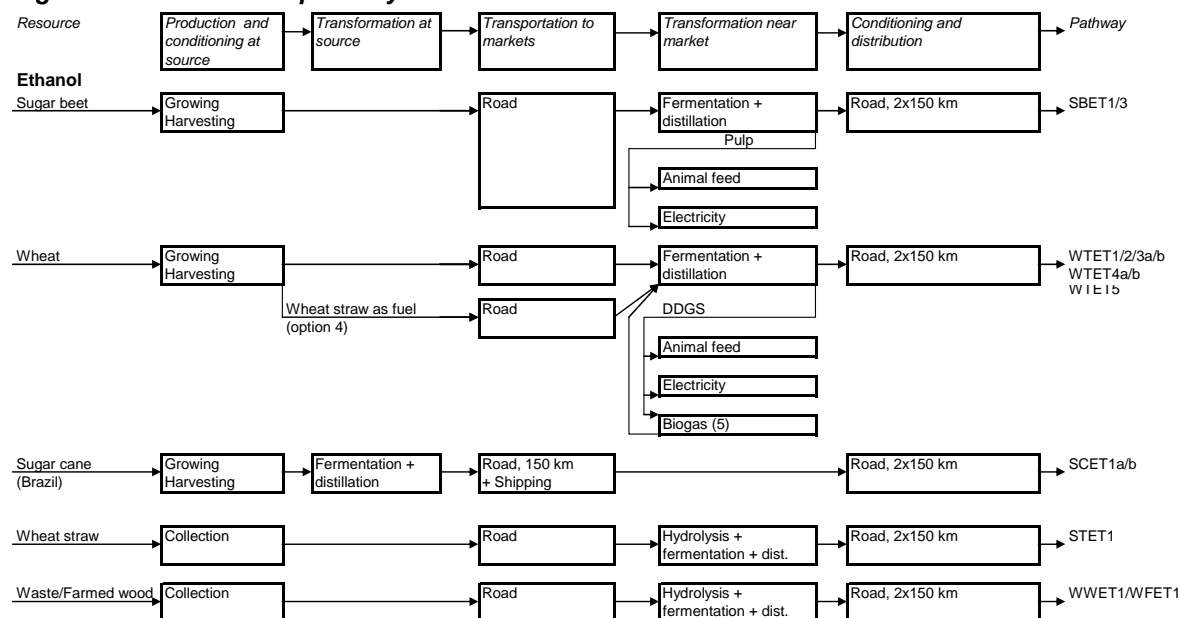 Resource
Production and
conditioning at
source
Transformation at
source
Transportation to
markets
Transformation near
market
Conditioning and
distribution
Pathway
Ethanol
Sugar beet
Growing
Harvesting
Road
Fermentation +
distillation
Road, 2x150 km
SBET1/3
Pulp
Animal feed
Electricity
Wheat
Growing
Harvesting
Road
Fermentation +
distillation
Road, 2x150 km
WTET1/2/3a/b
WTET4a/b
WTET5
Wheat straw as fuel
(option 4)
Road
DDGS
Animal feed
Electricity
Biogas (5)
Sugar cane
(Brazil)
Growing
Harvesting
Fermentation +
distillation
Road, 150 km
+ Shipping
Road, 2x150 km
SCET1a/b
Wheat straw
Collection
Road
Hydrolysis +
fermentation + dist.
Road, 2x150 km
STET1
Waste/Farmed wood
Collection
Road
Hydrolysis +
fermentation + dist.
Road, 2x150 km
WWET1/WFET1